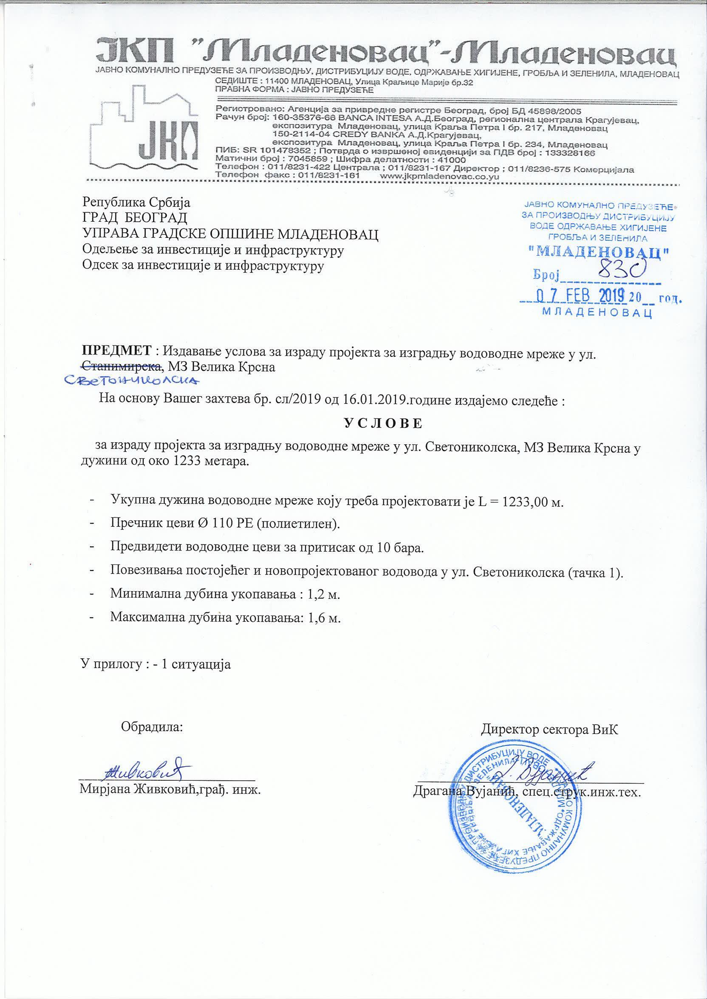 ЈКП "Младеновац"-Младеновац
ЈАВНО КОМУНАЛНО ПРЕДУЗЕЋЕ ЗА ПРОИЗВОДЊУ, ДИСТРИБУЦИЈУ ВОДЕ, ОДРЖАВАЊЕ ХИГИЈЕНЕ, ГРОБЉА И ЗЕЛЕНИЛА, МЛАДЕНОВАЦ
СЕДИШТЕ : 11400 МЛАДЕНОВАЦ, Улица Краљице Марије бр.32
ПРАВНА ФОРМА : ЈАВНО ПРЕДУЗЕЋЕ
ЈКП
Регистровано: Агенција за привредне регистре Београд, број БД 45898/2005
Рачун број: 160-35376-66 BANCA INTESA А.Д.Београд, регионална централа Крагујевац,
експозитура Младеновац, улица Краља Петра I бр. 217, Младеновац
150-2114-04 CREDY BANKA А.Д.Крагујевац,
експозитура Младеновац, улица Краља Петра I бр. 234, Младеновац
ПИБ: SR 101478352 ; Потврда о извршеној евиденцији за ПДВ број : 133328166
Матични број : 7045859 ; Шифра делатности : 41000
Телефон : 011/8231-422 Централа ; 011/8231-167 Директор ; 011/8236-575 Комерцијала
Телефон факс : 011/8231-161 www.jkpmladenovac.co.yu
Република Србија
ГРАД БЕОГРАД
УПРАВА ГРАДСКЕ ОПШИНЕ МЛАДЕНОВАЦ
Одељење за инвестиције и инфраструктуру
Одсек за инвестиције и инфраструктуру
ЈАВНО КОМУНАЛНО ПРЕДУЗЕЋЕ
ЗА ПРОИЗВОДЊУ ДИСТРИБУЦИЈУ
ВОДЕ ОДРЖАВАЊЕ ХИГИЈЕНЕ
ГРОБЉА И ЗЕЛЕНИЛА
"МЛАДЕНОВАЦ"
Број 830
07 FEB 2019 20__ год.
МЛАДЕНОВАЦ
ПРЕДМЕТ : Издавање услова за израду пројекта за изградњу водоводне мреже у ул.
Станимирска, МЗ Велика Крсна
Светониколска
На основу Вашег захтева бр. сл/2019 од 16.01.2019.године издајемо следеће :
У С Л О В Е
за израду пројекта за изградњу водоводне мреже у ул. Светониколска, МЗ Велика Крсна у
дужини од око 1233 метара.
- Укупна дужина водоводне мреже коју треба пројектовати је L = 1233,00 м.
- Пречник цеви Ø 110 РЕ (полиетилен).
- Предвидети водоводне цеви за притисак од 10 бара.
- Повезивања постојећег и новопројектованог водовода у ул. Светониколска (тачка 1).
- Минимална дубина укопавања : 1,2 м.
- Максимална дубина укопавања: 1,6 м.
У прилогу : - 1 ситуација
Обрадила:
Директор сектора ВиК
Живковић
Д. Вујанић
Мирјана Живковић,грађ. инж.
Драгана Вујанић, спец.струк.инж.тех.
ЈАВНО КОМУНАЛНО ПРЕДУЗЕЋЕ ЗА ПРОИЗВОДЊУ ДИСТРИБУЦИЈУ ВОДЕ
ОДРЖАВАЊЕ ХИГИЈЕНЕ ГРОБЉА И ЗЕЛЕНИЛА
"МЛАДЕНОВАЦ"